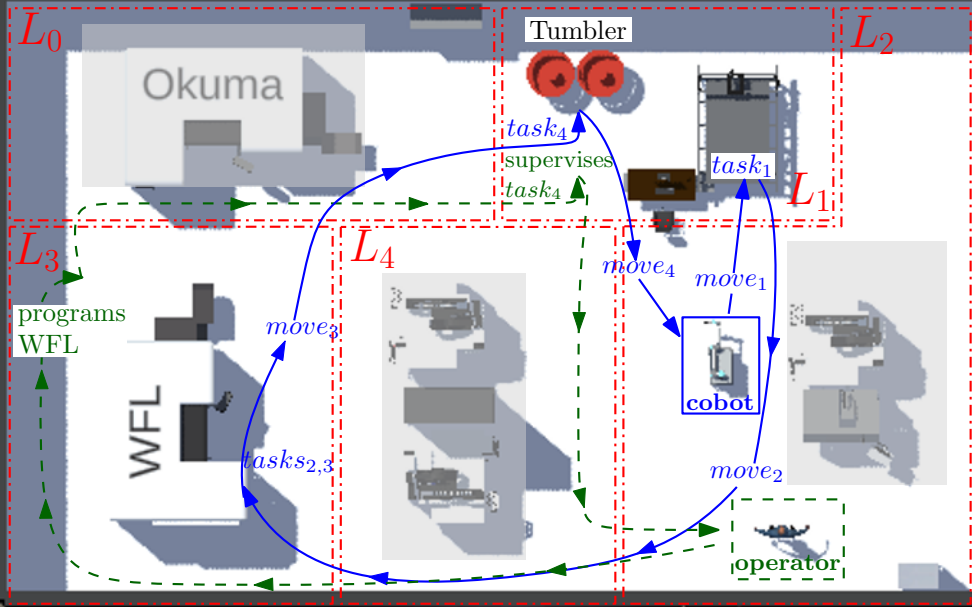 L₀
Tumbler
L₂
Okuma
task₄
supervises
task₄
task₁
L₁
L₃
L₄
move₄
move₁
programs
WFL
move₃
WFL
cobot
tasks₂,₃
move₂
operator